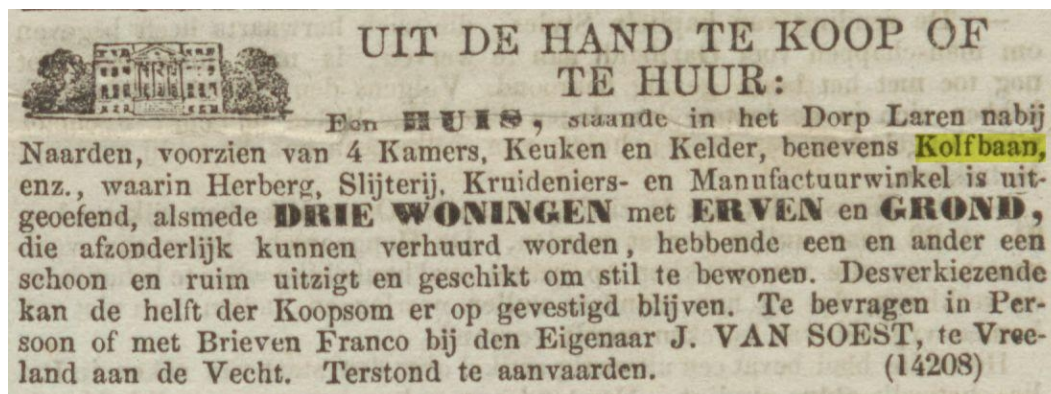 UIT DE HAND TE KOOP OF
TE HUUR:
Een HUIS, staande in het Dorp Laren nabij
Naarden, voorzien van 4 Kamers, Keuken en Kelder, benevens Kolfbaan,
enz., waarin Herberg, Slijterij, Kruideniers- en Manufactuurwinkel is uit-
geoefend, alsmede DRIE WONINGEN met ERVEN en GROND,
die afzonderlijk kunnen verhuurd worden, hebbende een en ander een
schoon en ruim uitzigt en geschikt om stil te bewonen. Desverkiezende
kan de helft der Koopsom er op gevestigd blijven. Te bevragen in Per-
soon of met Brieven Franco bij den Eigenaar J. VAN SOEST, te Vree-
land aan de Vecht. Terstond te aanvaarden. (14208)